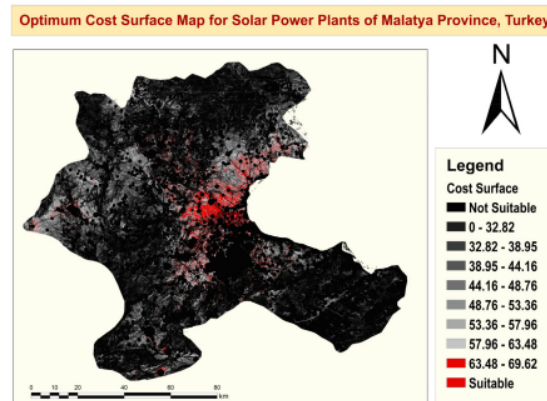 Optimum Cost Surface Map for Solar Power Plants of Malatya Province, Turkey
N
Legend
Cost Surface
Not Suitable
0 - 32.82
32.82 - 38.95
38.95 - 44.16
44.16 - 48.76
48.76 - 53.36
53.36 - 57.96
57.96 - 63.48
63.48 - 69.62
Suitable
0 10 20 40 60 80
km